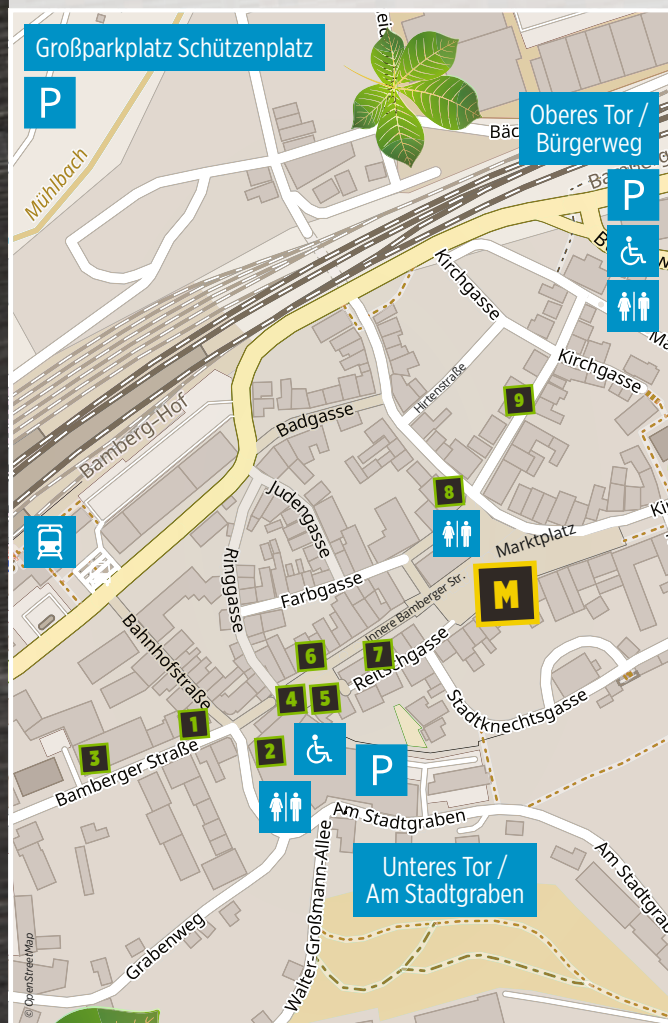 Großparkplatz Schützenplatz
P
Oberes Tor /
Bürgerweg
P
Mühlbach
Kirchgasse
Kirchgasse
Hirtenstraße
9
Badgasse
Bamberg-Hof
8
Judengasse
Marktplatz
M
Ringgasse
Farbgasse
Innere Bamberger Str.
7
Reitschgasse
6
4
5
Bahnhofstraße
Stadtknechtsgasse
1
2
3
Bamberger Straße
P
Am Stadtgraben
Unteres Tor /
Am Stadtgraben
Am Stadtgrab
Walter-Großmann-Allee
Grabenweg
© OpenStreetMap